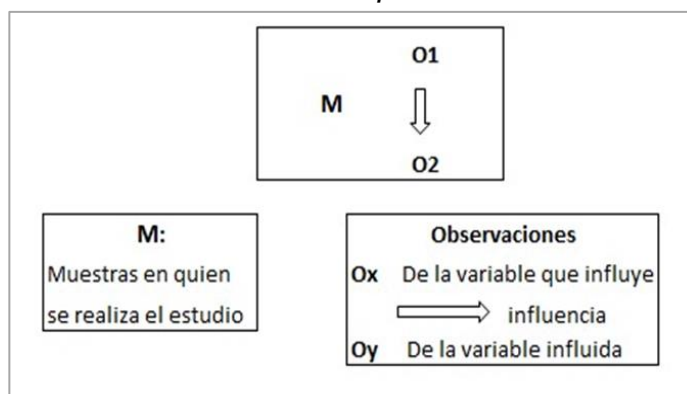 O1
M
O2
M:
Muestras en quien
se realiza el estudio
Observaciones
Ox De la variable que influye
influencia
Oy De la variable influida